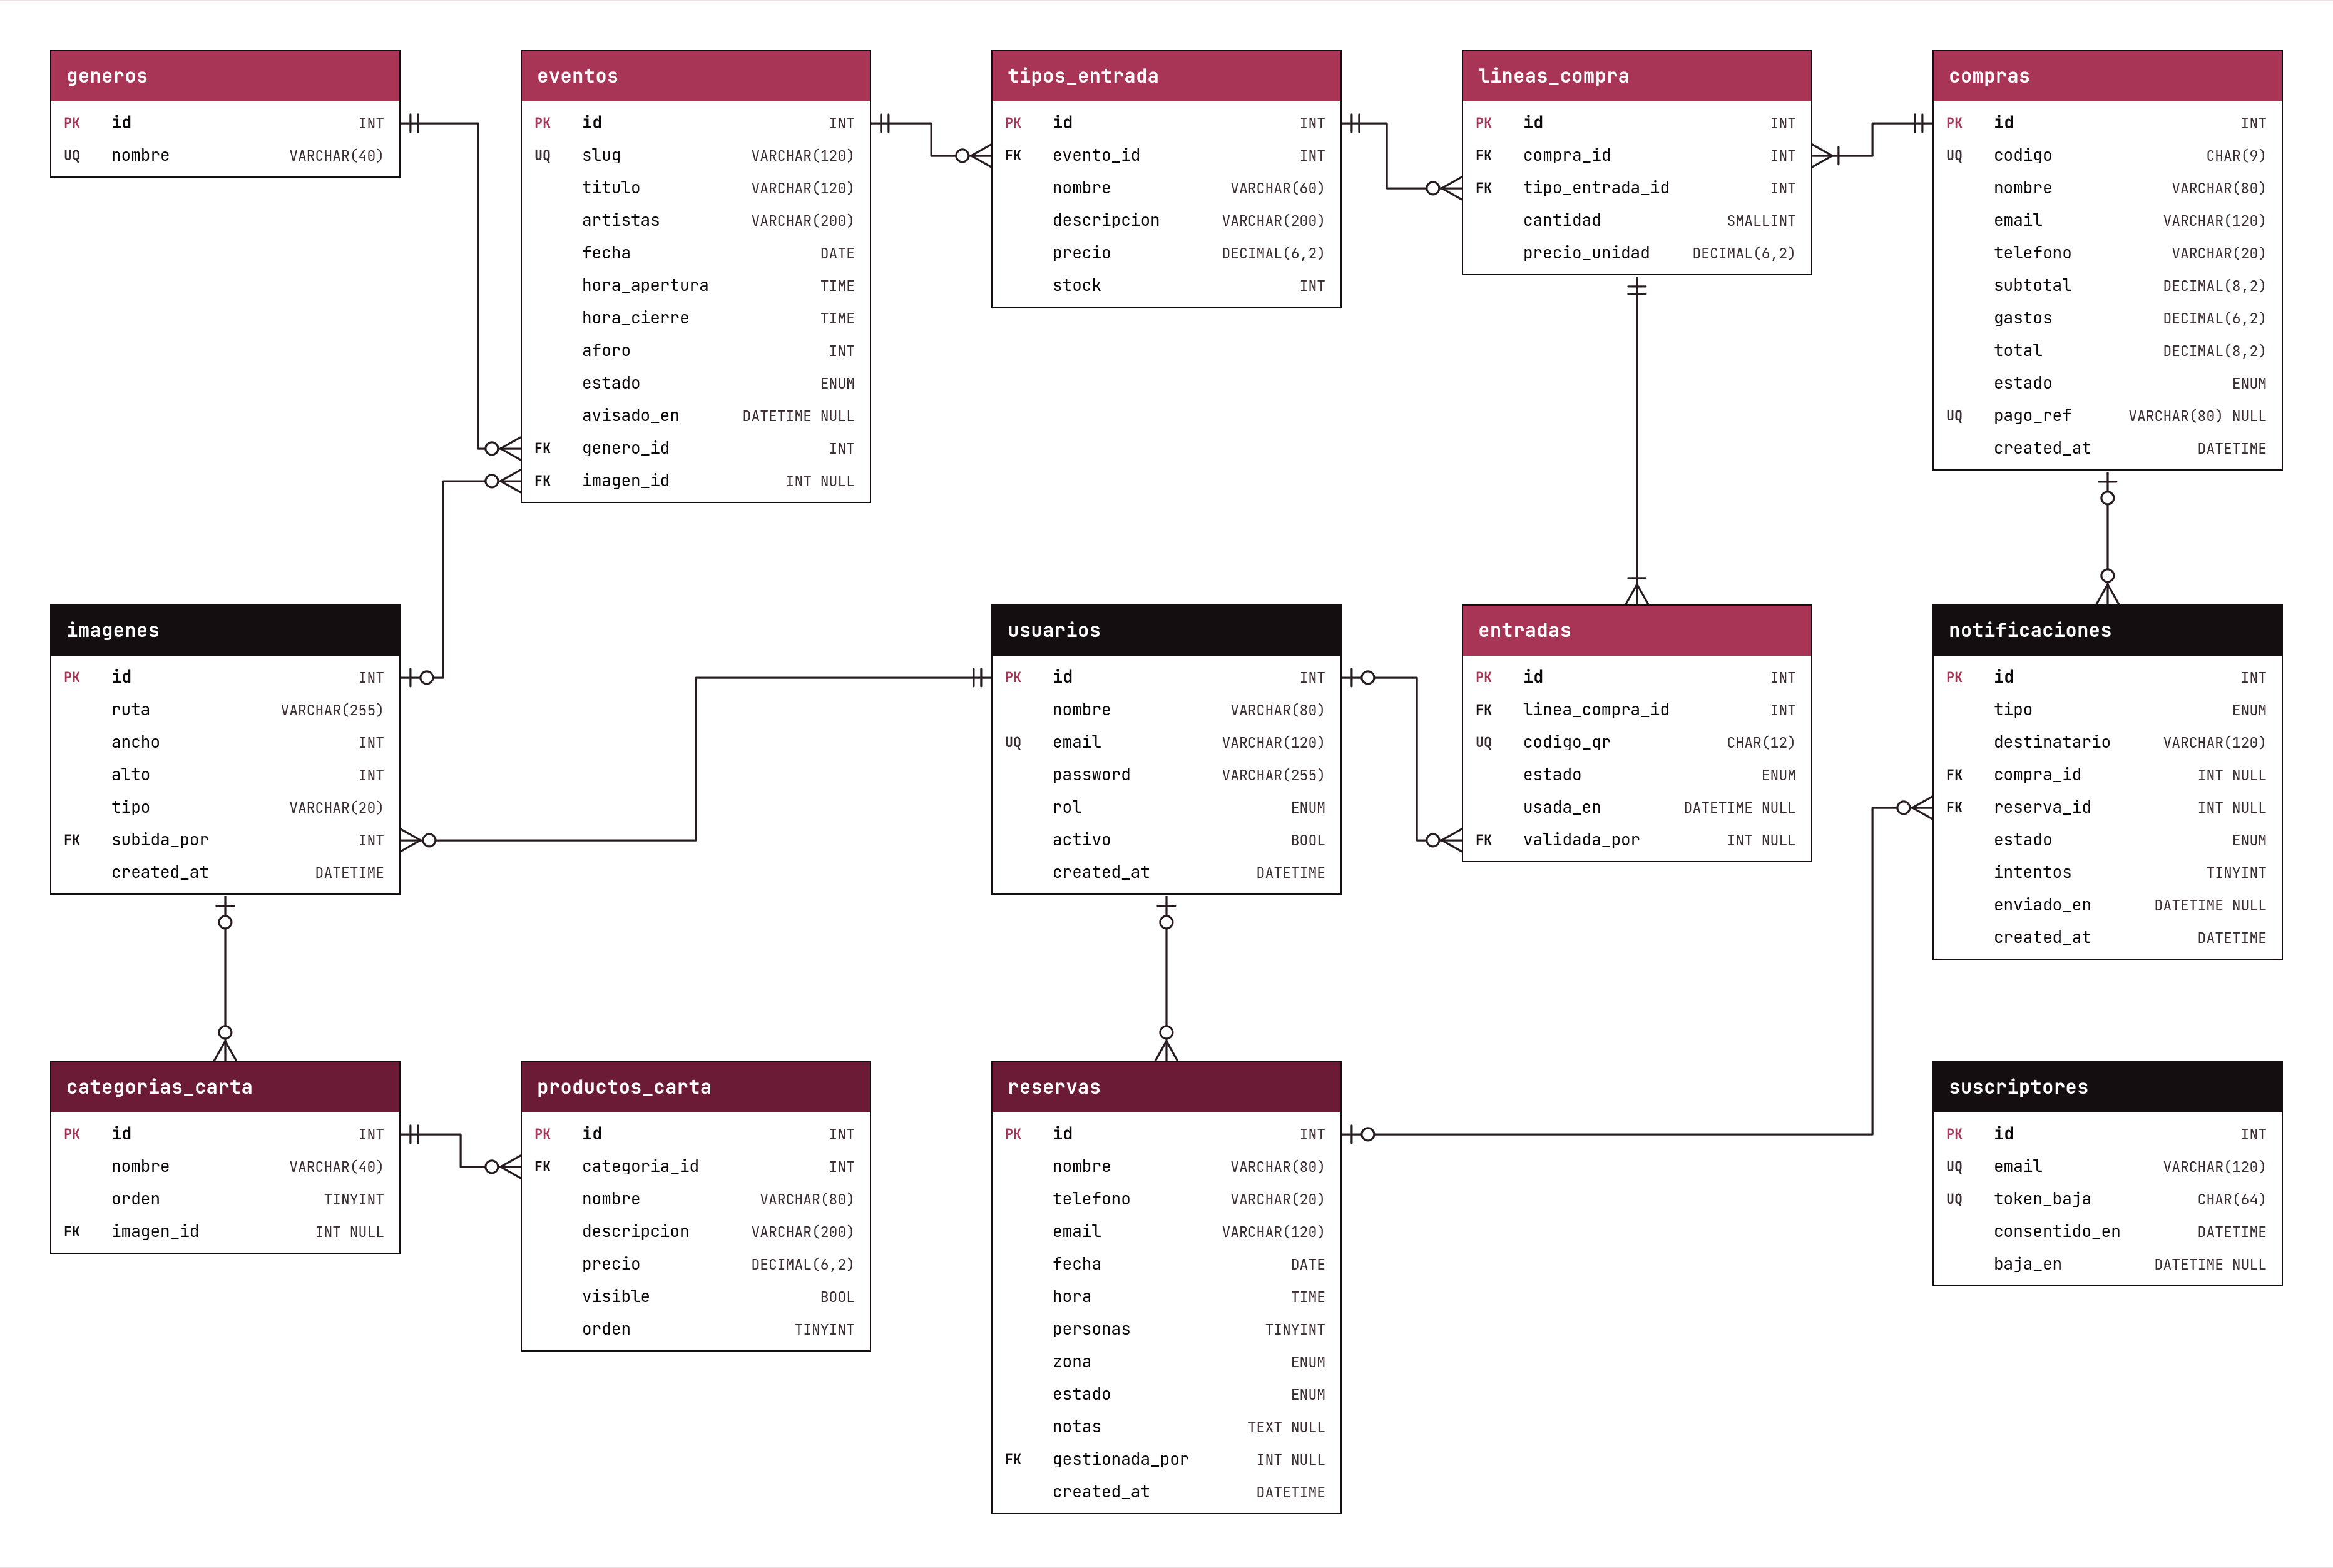 generos
PK id INT
UQ nombre VARCHAR(40)
eventos
PK id INT
UQ slug VARCHAR(120)
titulo VARCHAR(120)
artistas VARCHAR(200)
fecha DATE
hora_apertura TIME
hora_cierre TIME
aforo INT
estado ENUM
avisado_en DATETIME NULL
FK genero_id INT
FK imagen_id INT NULL
tipos_entrada
PK id INT
FK evento_id INT
nombre VARCHAR(60)
descripcion VARCHAR(200)
precio DECIMAL(6,2)
stock INT
lineas_compra
PK id INT
FK compra_id INT
FK tipo_entrada_id INT
cantidad SMALLINT
precio_unidad DECIMAL(6,2)
compras
PK id INT
UQ codigo CHAR(9)
nombre VARCHAR(80)
email VARCHAR(120)
telefono VARCHAR(20)
subtotal DECIMAL(8,2)
gastos DECIMAL(6,2)
total DECIMAL(8,2)
estado ENUM
UQ pago_ref VARCHAR(80) NULL
created_at DATETIME
imagenes
PK id INT
ruta VARCHAR(255)
ancho INT
alto INT
tipo VARCHAR(20)
FK subida_por INT
created_at DATETIME
usuarios
PK id INT
nombre VARCHAR(80)
UQ email VARCHAR(120)
password VARCHAR(255)
rol ENUM
activo BOOL
created_at DATETIME
entradas
PK id INT
FK linea_compra_id INT
UQ codigo_qr CHAR(12)
estado ENUM
usada_en DATETIME NULL
FK validada_por INT NULL
notificaciones
PK id INT
tipo ENUM
destinatario VARCHAR(120)
FK compra_id INT NULL
FK reserva_id INT NULL
estado ENUM
intentos TINYINT
enviado_en DATETIME NULL
created_at DATETIME
categorias_carta
PK id INT
nombre VARCHAR(40)
orden TINYINT
FK imagen_id INT NULL
productos_carta
PK id INT
FK categoria_id INT
nombre VARCHAR(80)
descripcion VARCHAR(200)
precio DECIMAL(6,2)
visible BOOL
orden TINYINT
reservas
PK id INT
nombre VARCHAR(80)
telefono VARCHAR(20)
email VARCHAR(120)
fecha DATE
hora TIME
personas TINYINT
zona ENUM
estado ENUM
notas TEXT NULL
FK gestionada_por INT NULL
created_at DATETIME
suscriptores
PK id INT
UQ email VARCHAR(120)
UQ token_baja CHAR(64)
consentido_en DATETIME
baja_en DATETIME NULL